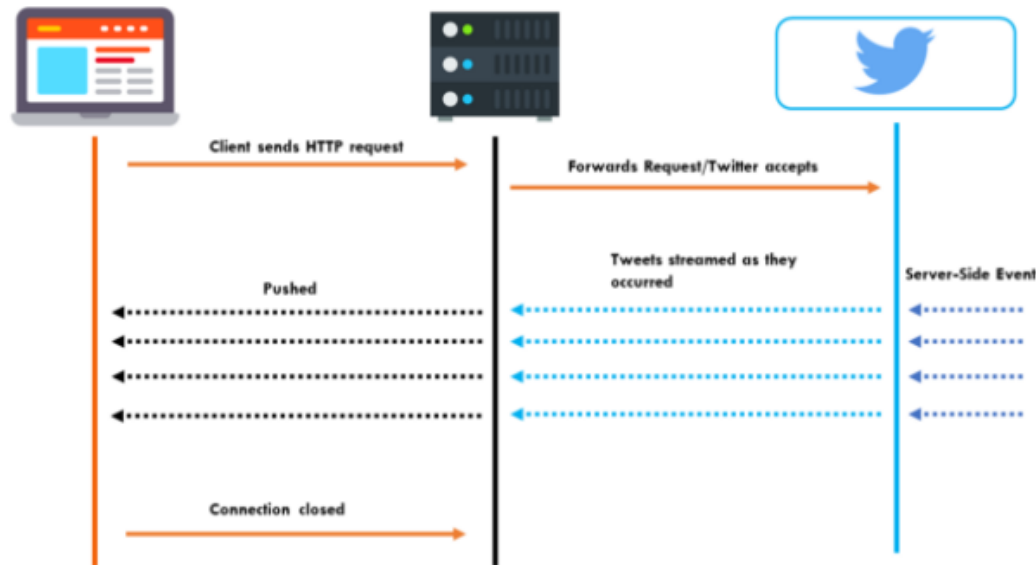 Client sends HTTP request
Forwards Request/Twitter accepts
Tweets streamed as they
occurred
Server-Side Event
Pushed
Connection closed